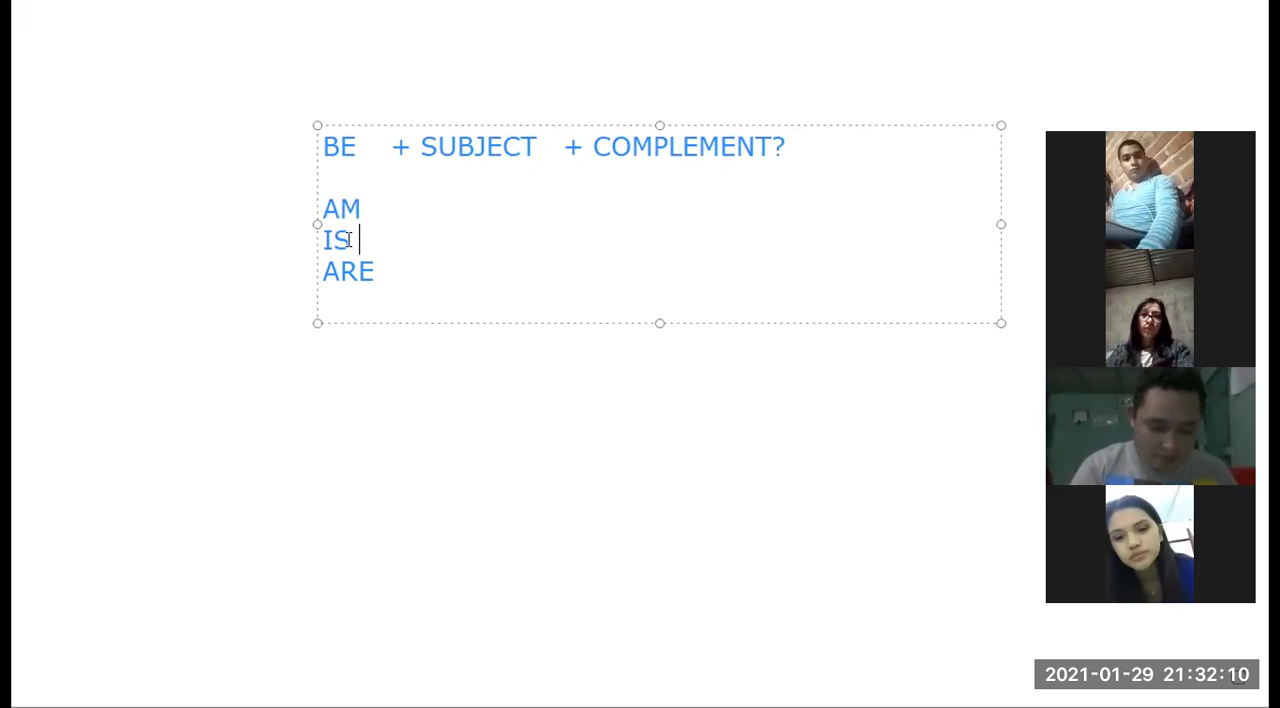 BE + SUBJECT + COMPLEMENT?
AM
IS
ARE
2021-01-29 21:32:10